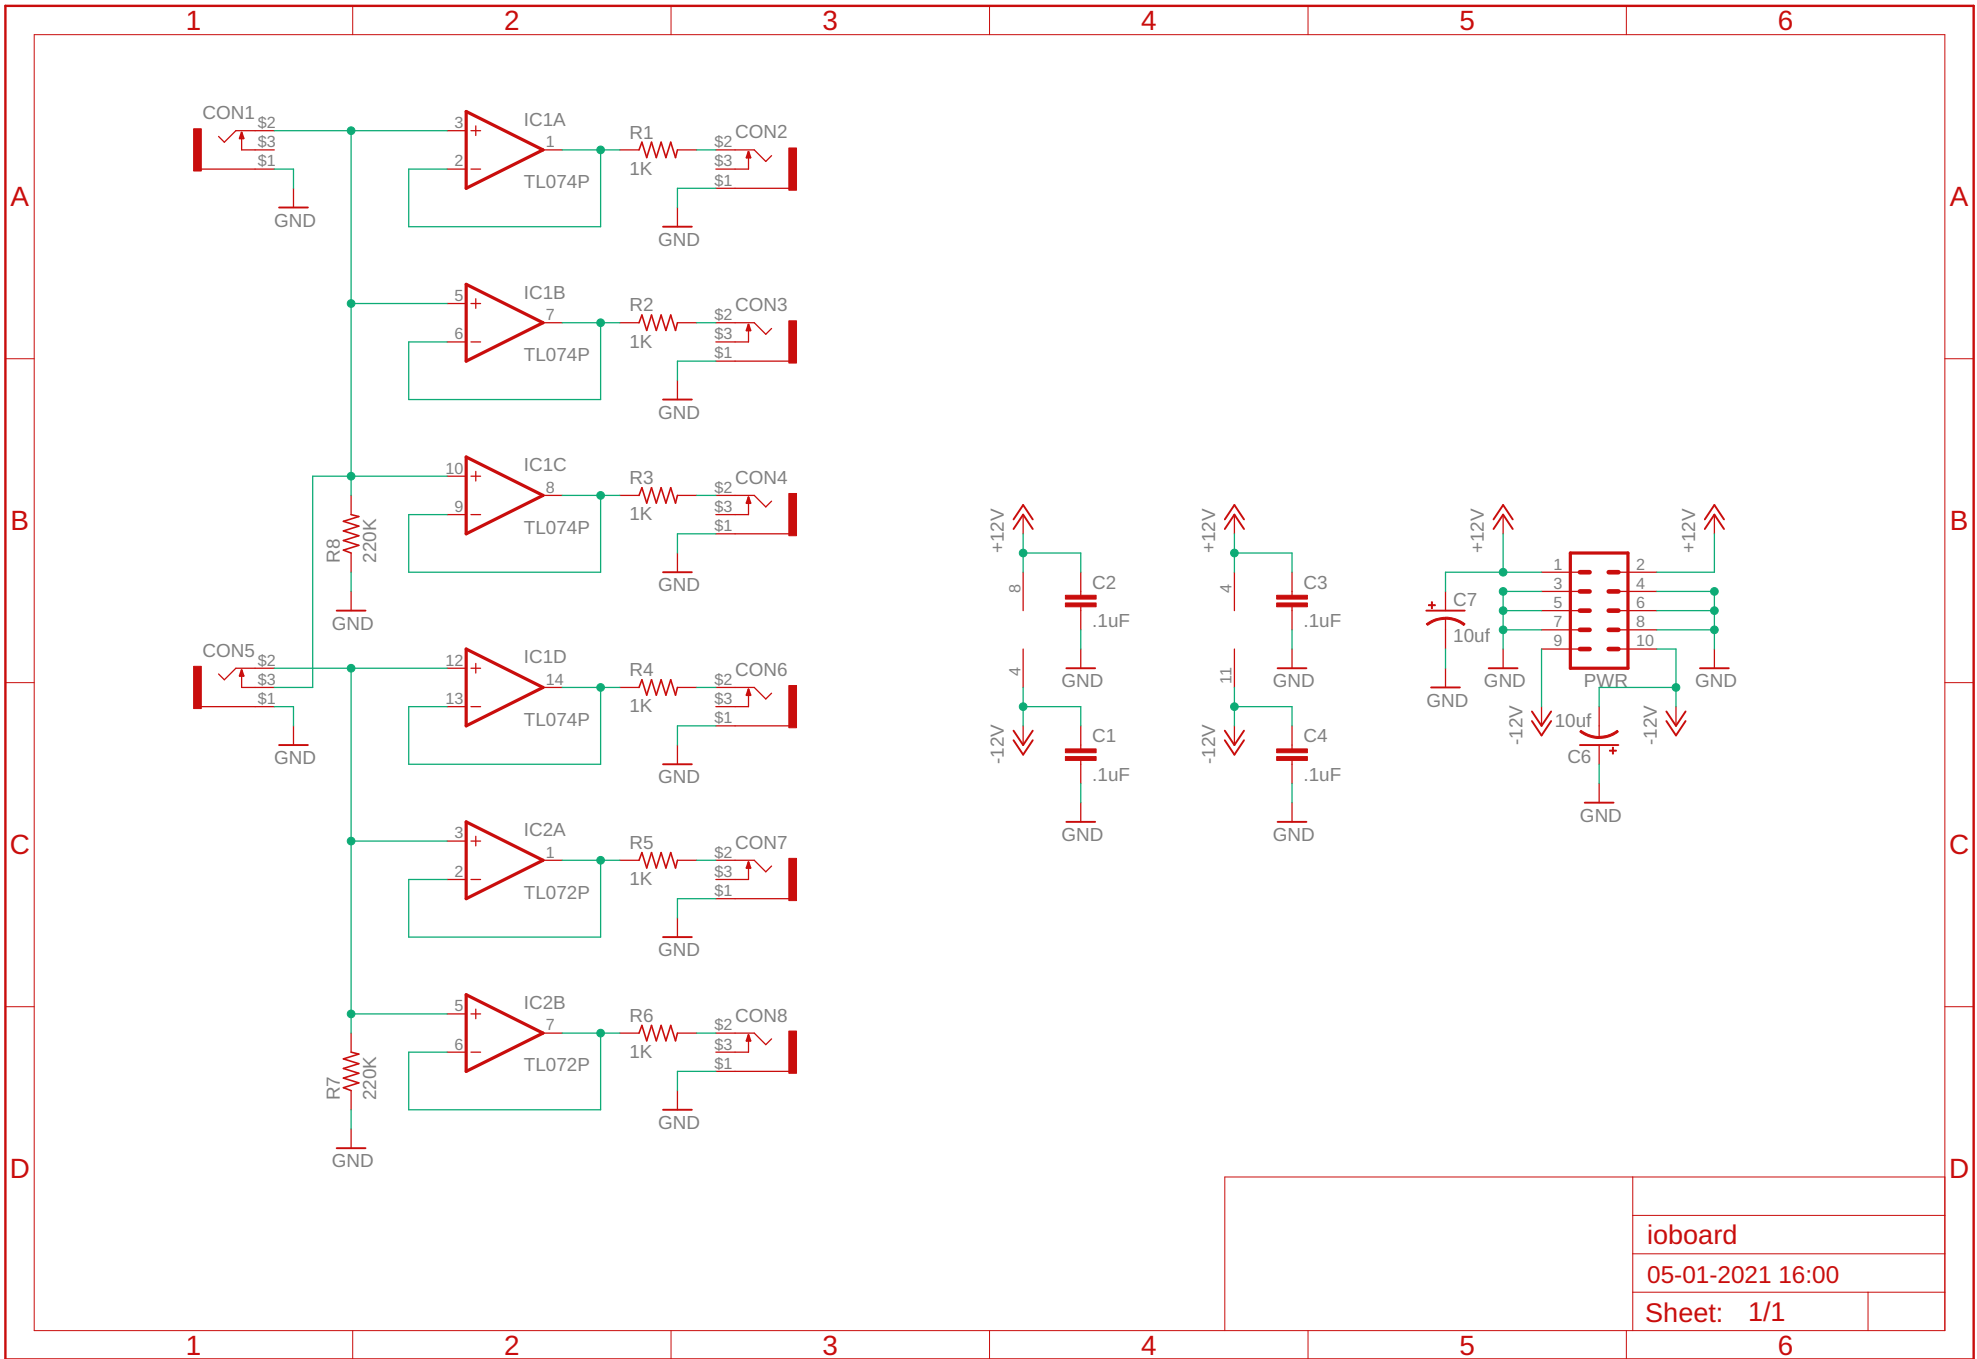 1 2 3 4 5 6
A A
B B
C C
D D
CON1
$2
$3
$1
GND
3
2
1
IC1A
TL074P
R1
1K
$2
$3
$1
CON2
GND
5
6
7
IC1B
TL074P
R2
1K
$2
$3
$1
CON3
GND
10
9
8
IC1C
TL074P
R3
1K
$2
$3
$1
CON4
GND
R8
220K
GND
CON5
$2
$3
$1
GND
12
13
14
IC1D
TL074P
R4
1K
$2
$3
$1
CON6
GND
3
2
1
IC2A
TL072P
R5
1K
$2
$3
$1
CON7
GND
5
6
7
IC2B
TL072P
R6
1K
$2
$3
$1
CON8
GND
R7
220K
GND
+12V
8
C2
.1uF
GND
4
-12V
C1
.1uF
GND
+12V
4
C3
.1uF
GND
11
-12V
C4
.1uF
GND
+12V
+12V
C7
10uf
GND
1 2
3 4
5 6
7 8
9 10
GND
PWR
GND
-12V
10uf
-12V
C6
GND
ioboard
05-01-2021 16:00
Sheet: 1/1
1 2 3 4 5 6